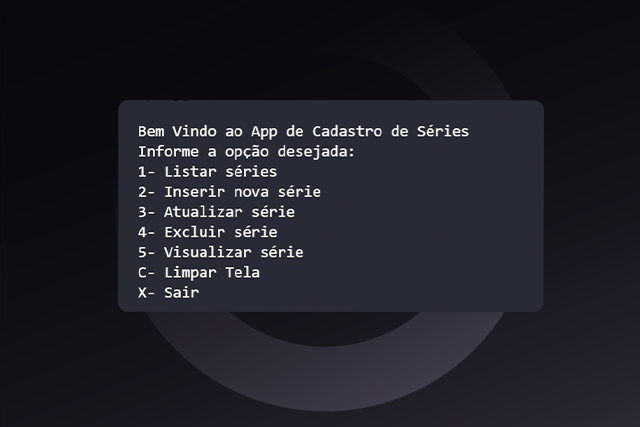 Bem Vindo ao App de Cadastro de Séries
Informe a opção desejada:
1- Listar séries
2- Inserir nova série
3- Atualizar série
4- Excluir série
5- Visualizar série
C- Limpar Tela
X- Sair